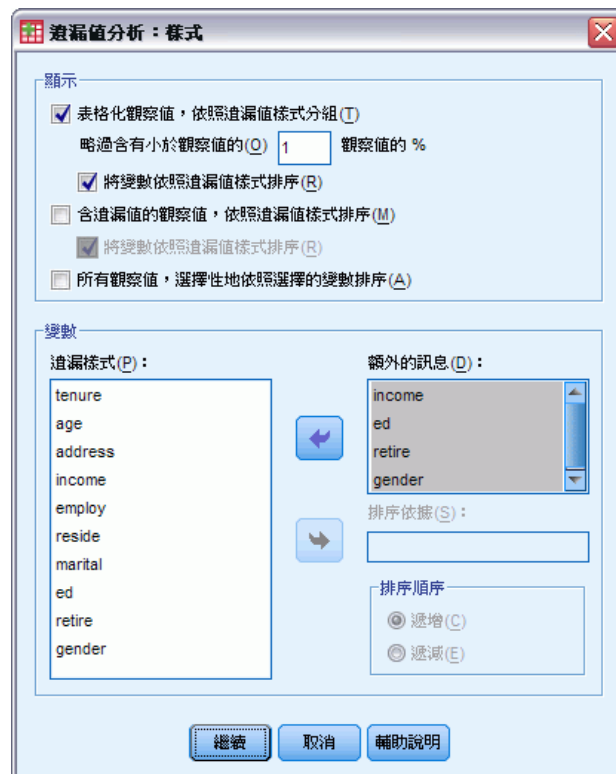 遺漏值分析：樣式
顯示
表格化觀察值，依照遺漏值樣式分組(T)
略過含有小於觀察值的(O) 1 觀察值的 %
將變數依照遺漏值樣式排序(R)
含遺漏值的觀察值，依照遺漏值樣式排序(M)
將變數依照遺漏值樣式排序(R)
所有觀察值，選擇性地依照選擇的變數排序(A)
變數
遺漏樣式(P)：
tenure
age
address
income
employ
reside
marital
ed
retire
gender
額外的訊息(D)：
income
ed
retire
gender
排序依據(S)：
排序順序
遞增(C)
遞減(E)
繼續 取消 輔助說明